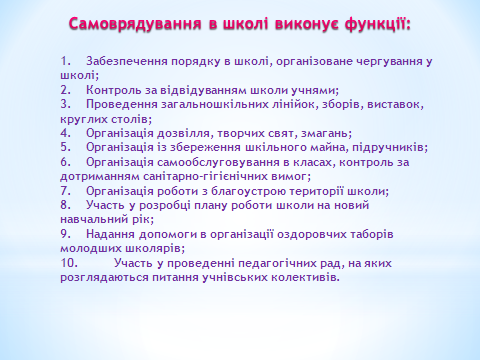 Самоврядування в школі виконує функції:
1. Забезпечення порядку в школі, організоване чергування у
школі;
2. Контроль за відвідуванням школи учнями;
3. Проведення загальношкільних лінійок, зборів, виставок,
круглих столів;
4. Організація дозвілля, творчих свят, змагань;
5. Організація із збереження шкільного майна, підручників;
6. Організація самообслуговування в класах, контроль за
дотриманням санітарно-гігієнічних вимог;
7. Організація роботи з благоустрою території школи;
8. Участь у розробці плану роботи школи на новий
навчальний рік;
9. Надання допомоги в організації оздоровчих таборів
молодших школярів;
10. Участь у проведенні педагогічних рад, на яких
розглядаються питання учнівських колективів.